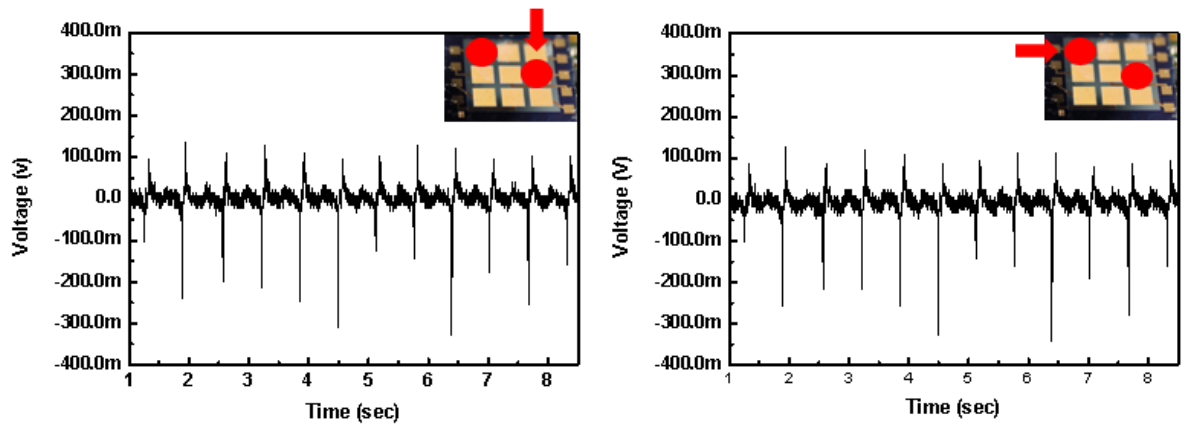 400.0m
300.0m
200.0m
100.0m
0.0
-100.0m
-200.0m
-300.0m
-400.0m
Voltage (v)
1 2 3 4 5 6 7 8
Time (sec)
400.0m
300.0m
200.0m
100.0m
0.0
-100.0m
-200.0m
-300.0m
-400.0m
Voltage (V)
1 2 3 4 5 6 7 8
Time (sec)